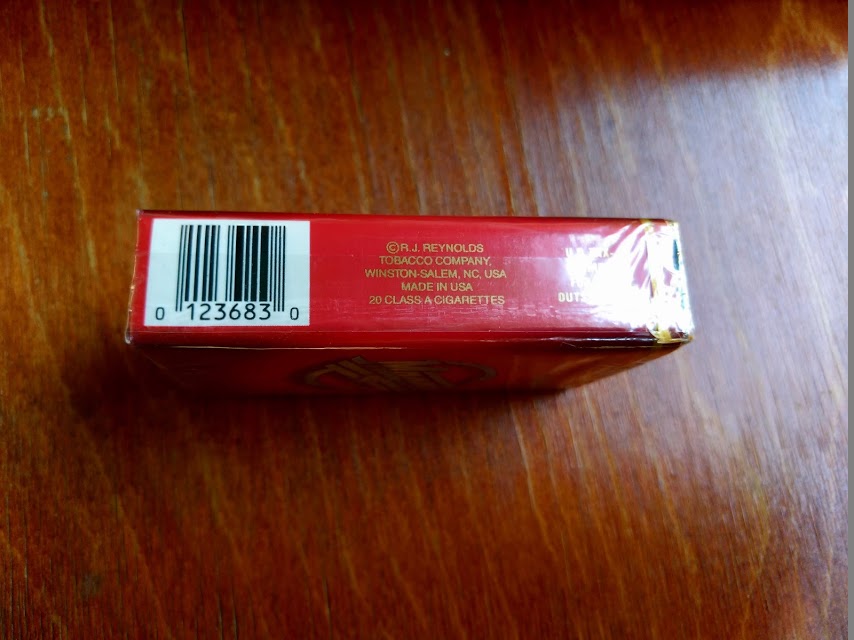 0 123683 0
©R.J. REYNOLDS
TOBACCO COMPANY,
WINSTON-SALEM, NC, USA
MADE IN USA
20 CLASS A CIGARETTES